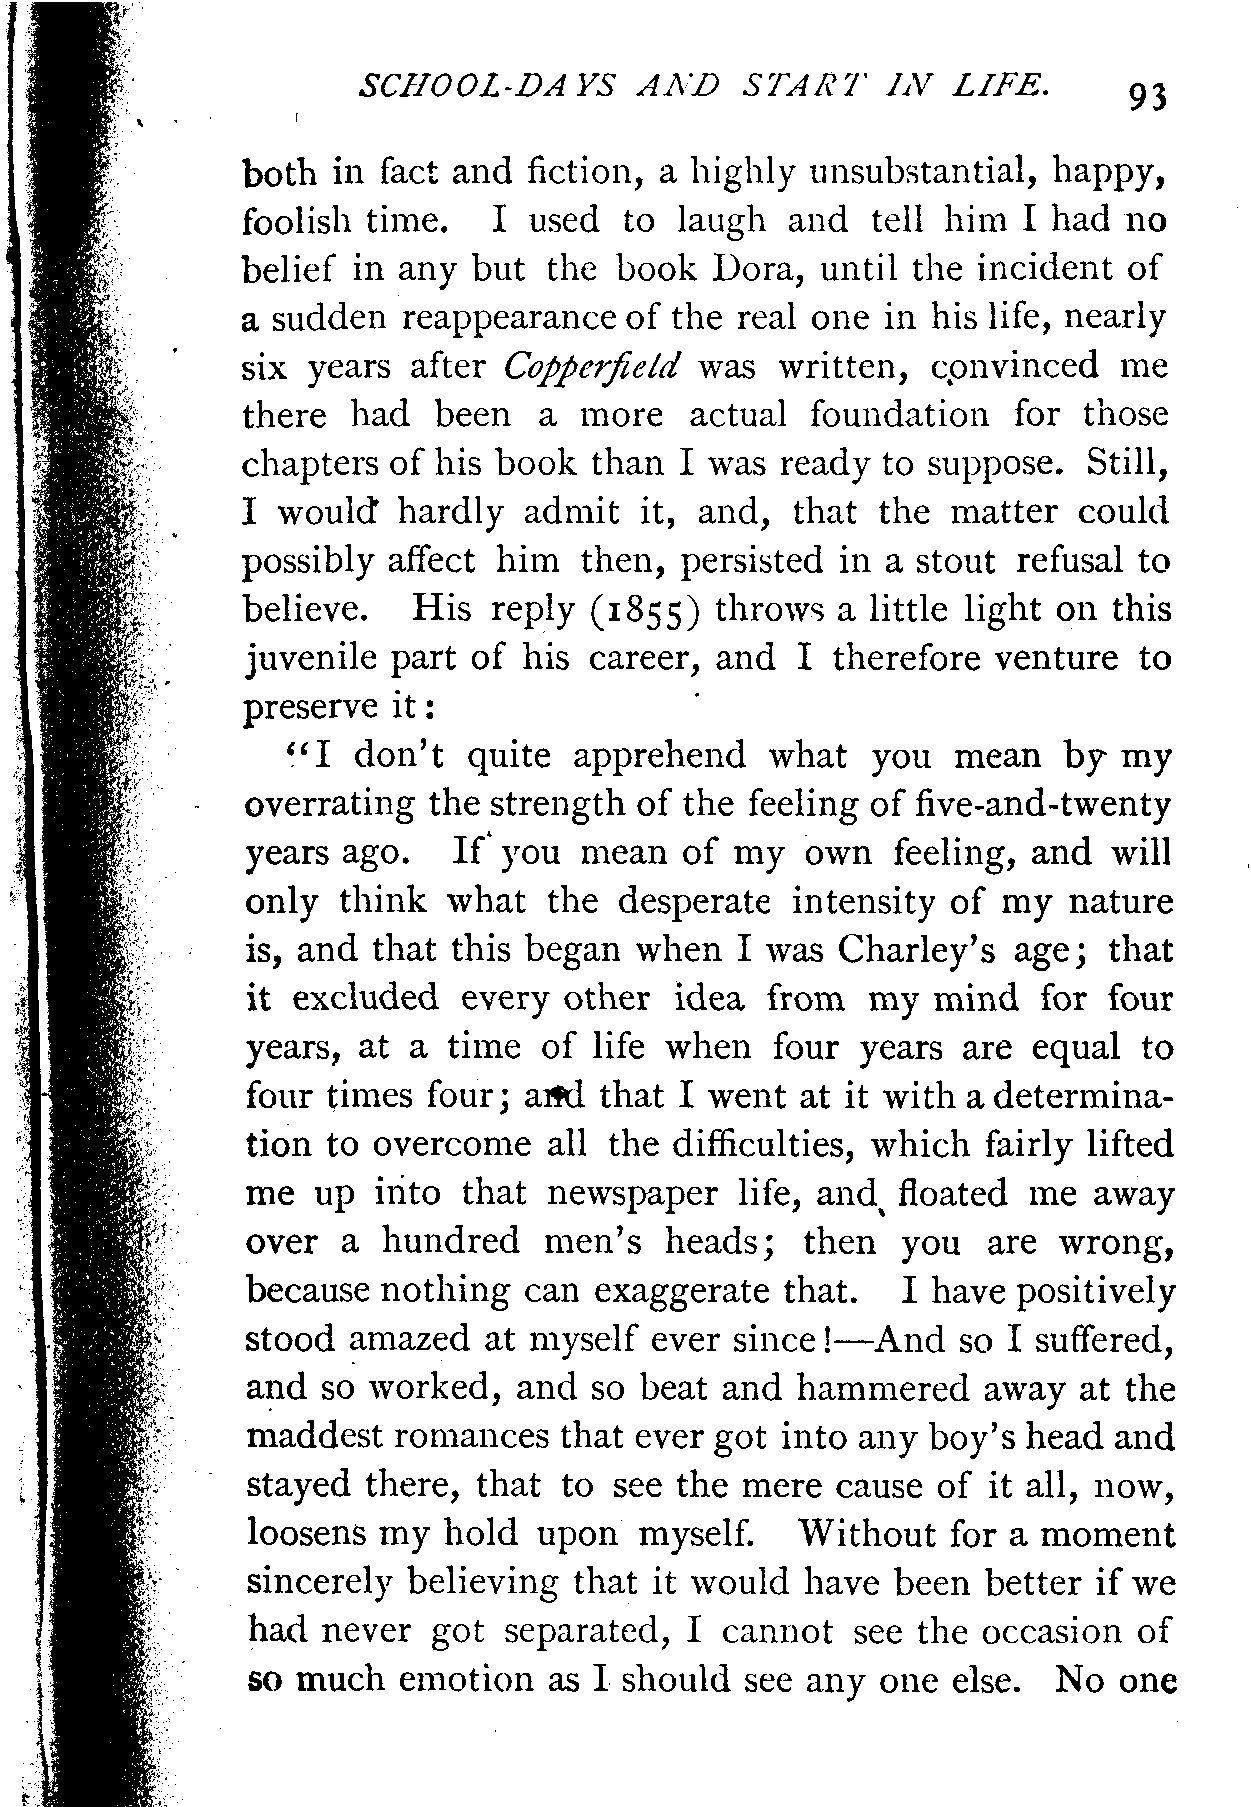 SCHOOL-DAYS AND START IN LIFE. 93
both in fact and fiction, a highly unsubstantial, happy,
foolish time. I used to laugh and tell him I had no
belief in any but the book Dora, until the incident of
a sudden reappearance of the real one in his life, nearly
six years after Copperfield was written, convinced me
there had been a more actual foundation for those
chapters of his book than I was ready to suppose. Still,
I would hardly admit it, and, that the matter could
possibly affect him then, persisted in a stout refusal to
believe. His reply (1855) throws a little light on this
juvenile part of his career, and I therefore venture to
preserve it:
"I don't quite apprehend what you mean by my
overrating the strength of the feeling of five-and-twenty
years ago. If you mean of my own feeling, and will
only think what the desperate intensity of my nature
is, and that this began when I was Charley's age; that
it excluded every other idea from my mind for four
years, at a time of life when four years are equal to
four times four; and that I went at it with a determina-
tion to overcome all the difficulties, which fairly lifted
me up into that newspaper life, and floated me away
over a hundred men's heads; then you are wrong,
because nothing can exaggerate that. I have positively
stood amazed at myself ever since!—And so I suffered,
and so worked, and so beat and hammered away at the
maddest romances that ever got into any boy's head and
stayed there, that to see the mere cause of it all, now,
loosens my hold upon myself. Without for a moment
sincerely believing that it would have been better if we
had never got separated, I cannot see the occasion of
so much emotion as I should see any one else. No one